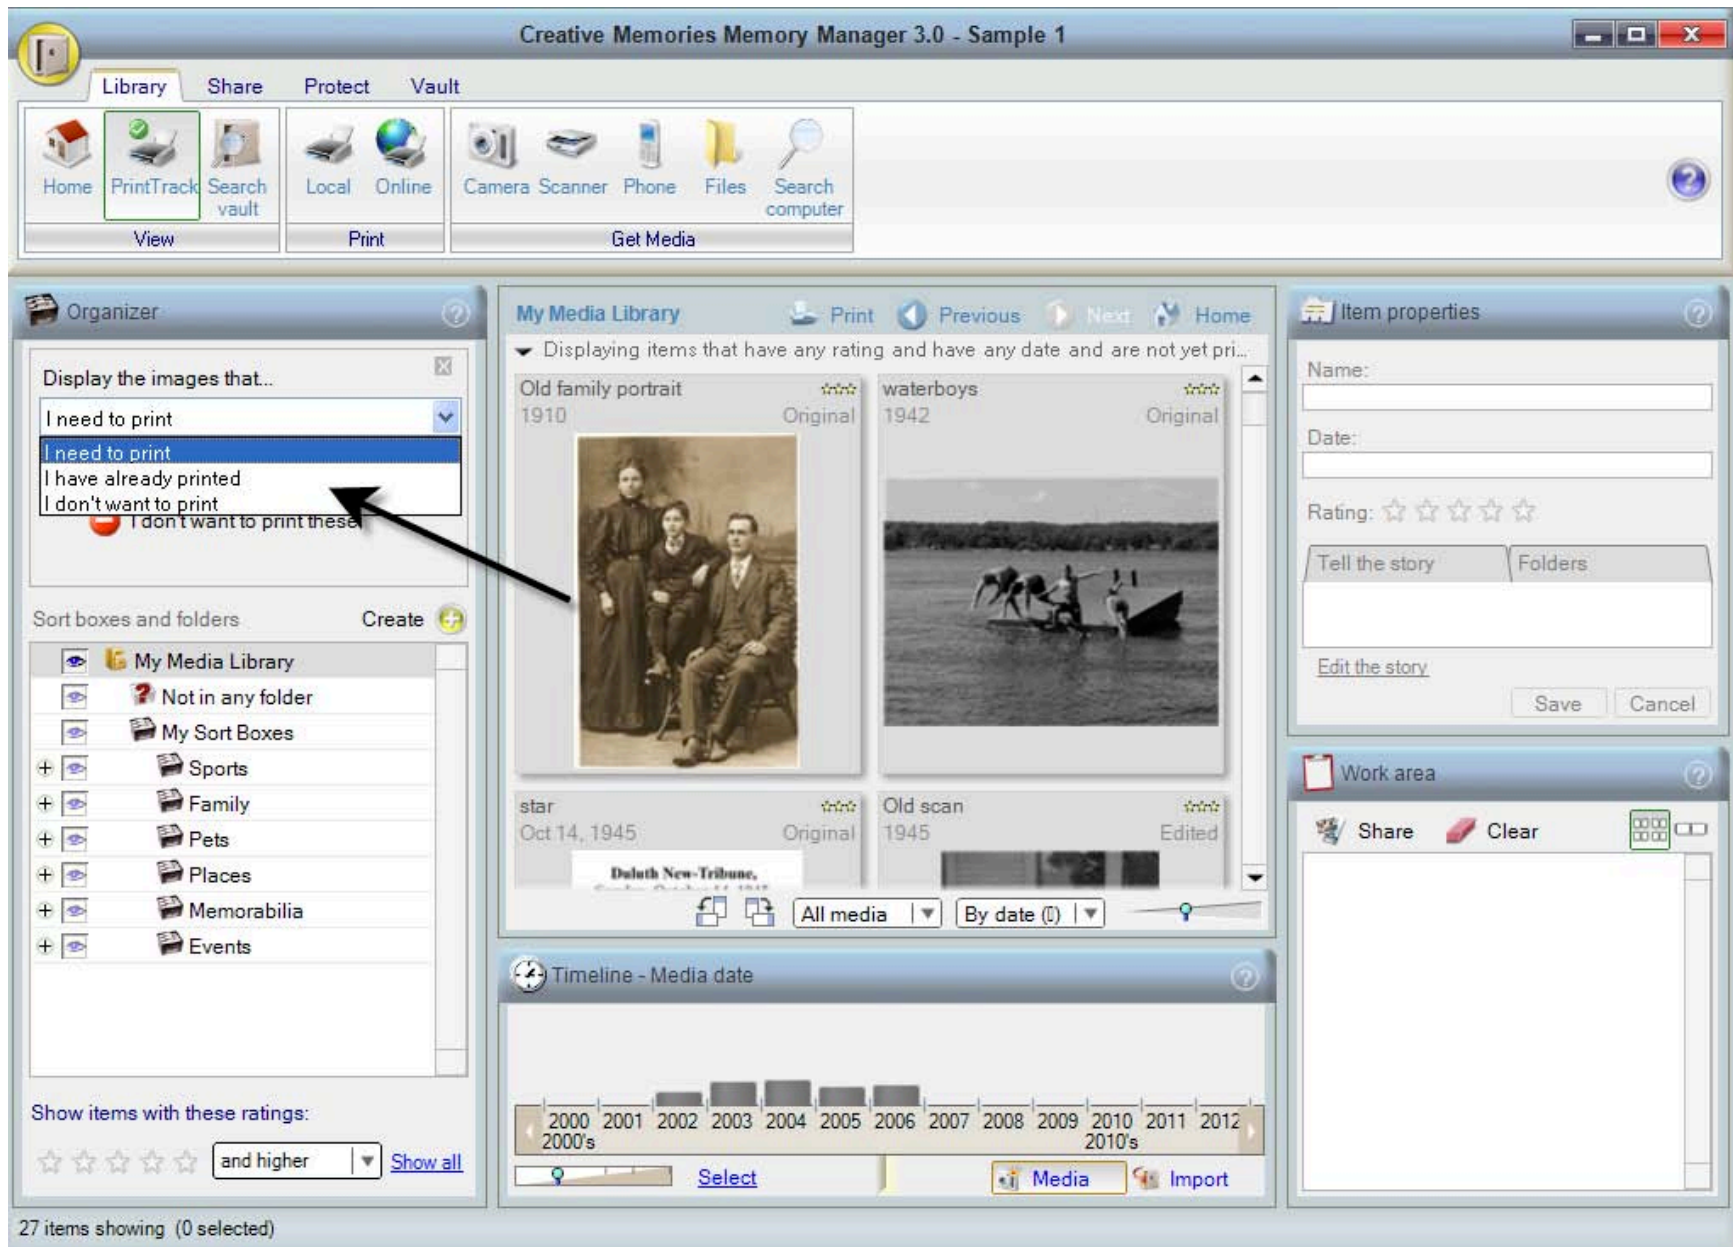 Creative Memories Memory Manager 3.0 - Sample 1
Library Share Protect Vault
Home PrintTrack Search vault Local Online Camera Scanner Phone Files Search computer
View Print Get Media
Organizer
Display the images that...
I need to print
I need to print
I have already printed
I don't want to print
I don't want to print these
Sort boxes and folders Create
My Media Library
Not in any folder
My Sort Boxes
Sports
Family
Pets
Places
Memorabilia
Events
Show items with these ratings:
and higher Show all
My Media Library Print Previous Next Home
Displaying items that have any rating and have any date and are not yet pri...
Old family portrait
1910 Original
waterboys
1942 Original
star
Oct 14, 1945 Original
Duluth New-Tribune,
Sunday, October 14, 1945
Old scan
1945 Edited
All media By date (▯)
Timeline - Media date
2000 2001 2002 2003 2004 2005 2006 2007 2008 2009 2010 2011 2012
2000's 2010's
Select Media Import
Item properties
Name:
Date:
Rating:
Tell the story Folders
Edit the story
Save Cancel
Work area
Share Clear
27 items showing (0 selected)